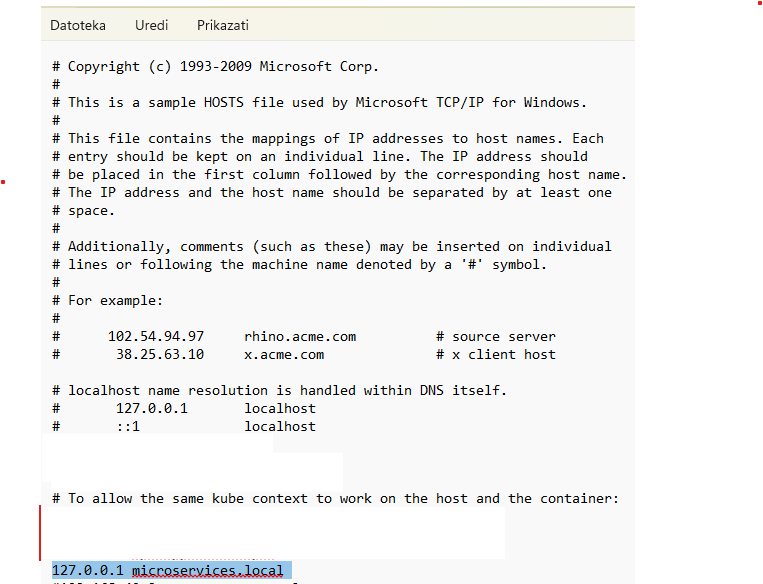 Datoteka Uredi Prikazati
# Copyright (c) 1993-2009 Microsoft Corp.
#
# This is a sample HOSTS file used by Microsoft TCP/IP for Windows.
#
# This file contains the mappings of IP addresses to host names. Each
# entry should be kept on an individual line. The IP address should
# be placed in the first column followed by the corresponding host name.
# The IP address and the host name should be separated by at least one
# space.
#
# Additionally, comments (such as these) may be inserted on individual
# lines or following the machine name denoted by a '#' symbol.
#
# For example:
#
#      102.54.94.97     rhino.acme.com          # source server
#       38.25.63.10     x.acme.com              # x client host
# localhost name resolution is handled within DNS itself.
#       127.0.0.1       localhost
#       ::1             localhost
# To allow the same kube context to work on the host and the container:
127.0.0.1 microservices.local